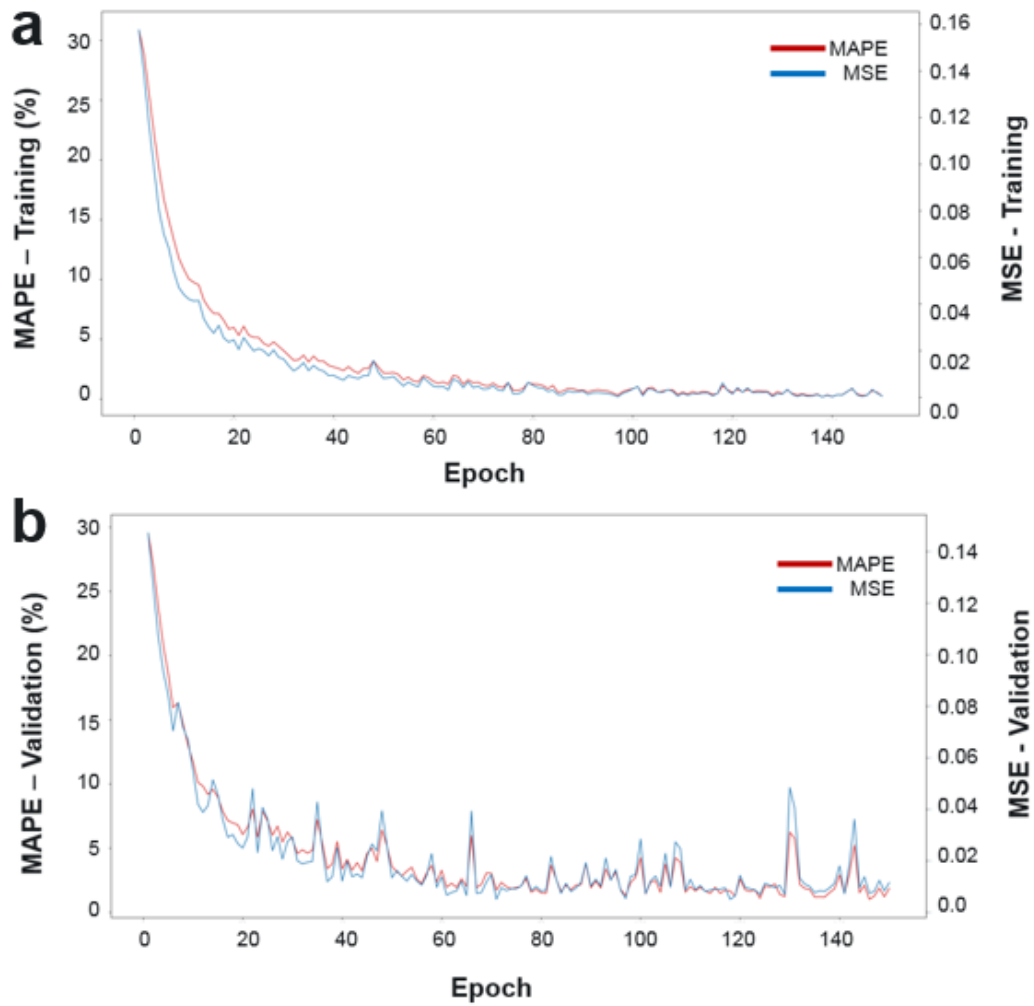 a
MAPE – Training (%)
30
25
20
15
10
5
0
MAPE
MSE
0.16
0.14
0.12
0.10
0.08
0.06
0.04
0.02
0.0
MSE - Training
0 20 40 60 80 100 120 140
Epoch
b
MAPE – Validation (%)
30
25
20
15
10
5
0
MAPE
MSE
0.14
0.12
0.10
0.08
0.06
0.04
0.02
0.0
MSE - Validation
0 20 40 60 80 100 120 140
Epoch